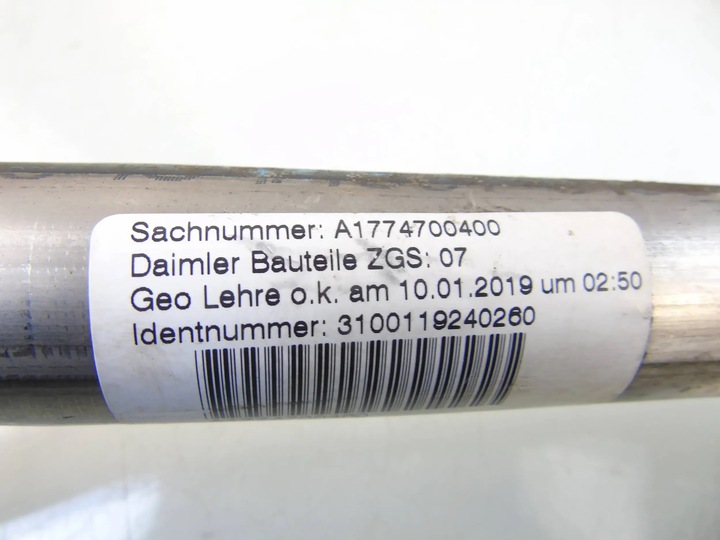 Sachnummer: A1774700400
Daimler Bauteile ZGS: 07
Geo Lehre o.k. am 10.01.2019 um 02:50
Identnummer: 3100119240260